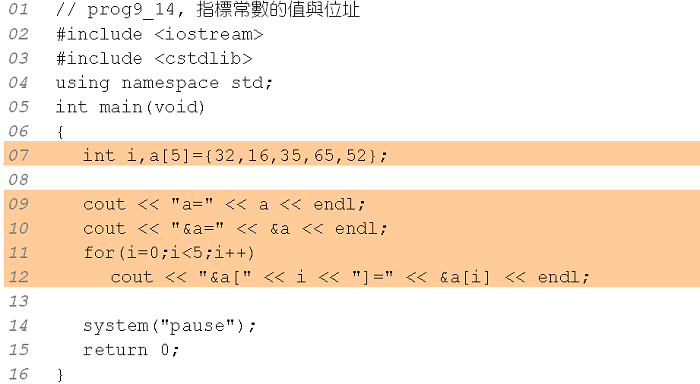 01 // prog9_14, 指標常數的值與位址
02 #include <iostream>
03 #include <cstdlib>
04 using namespace std;
05 int main(void)
06 {
07 int i,a[5]={32,16,35,65,52};
08
09 cout << "a=" << a << endl;
10 cout << "&a=" << &a << endl;
11 for(i=0;i<5;i++)
12 cout << "&a[" << i << "]=" << &a[i] << endl;
13
14 system("pause");
15 return 0;
16 }